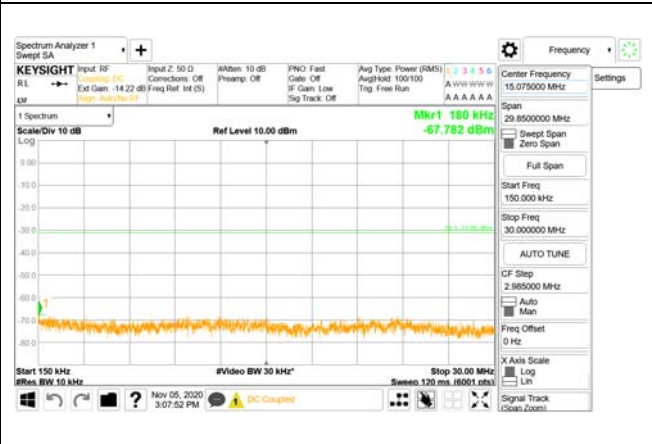 Spectrum Analyzer 1
Swept SA
Frequency
KEYSIGHT Input: RF Input Z: 50 Ω #Atten: 10 dB PNO: Fast Avg Type: Power (RMS) 1 2 3 4 5 6
RL Coupling: DC Corrections: Off Preamp: Off Gate: Off Avg|Hold: 100/100 A W W W W W
Ext Gain: -14.22 dB Freq Ref: Int (S) IF Gain: Low Trig: Free Run A A A A A A
Align: Auto/No RF Sig Track: Off
Center Frequency
15.075000 MHz
Settings
1 Spectrum
Mkr1 180 kHz
Scale/Div 10 dB Ref Level 10.00 dBm -67.782 dBm
Log
0.00
-10.0
-20.0
-30.0
-40.0
-50.0
-60.0
-70.0
-80.0
1
Start 150 kHz #Video BW 30 kHz* Stop 30.00 MHz
#Res BW 10 kHz Sweep 120 ms (6001 pts)
Span
29.8500000 MHz
Swept Span
Zero Span
Full Span
Start Freq
150.000 kHz
Stop Freq
30.000000 MHz
AUTO TUNE
CF Step
2.985000 MHz
Auto
Man
Freq Offset
0 Hz
X Axis Scale
Log
Lin
Signal Track
(Span Zoom)
? Nov 05, 2020
3:07:52 PM
1 DC Coupled